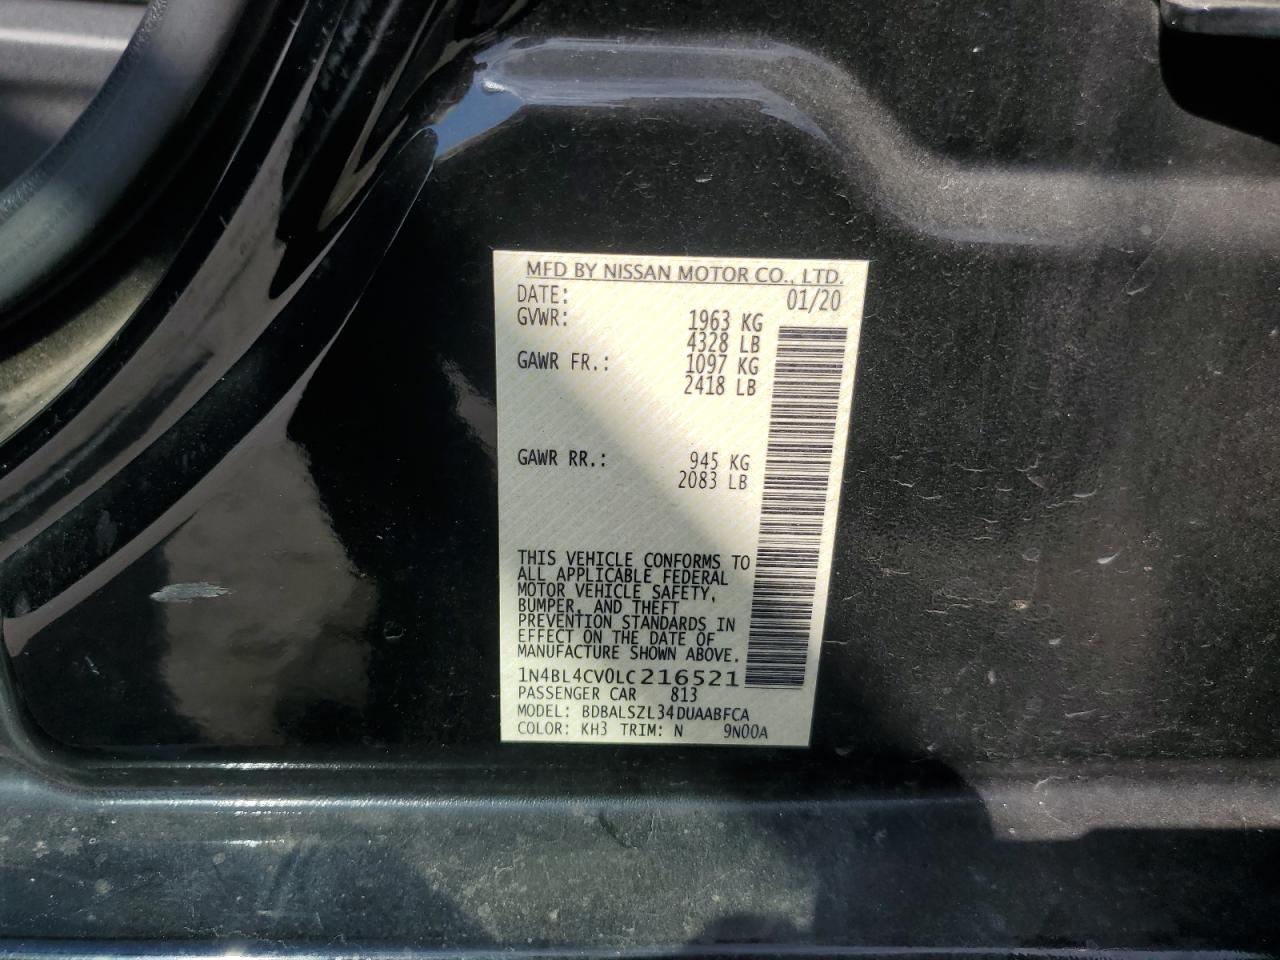 MFD BY NISSAN MOTOR CO., LTD.
DATE: 01/20
GVWR: 1963 KG
4328 LB
GAWR FR.: 1097 KG
2418 LB
GAWR RR.: 945 KG
2083 LB
THIS VEHICLE CONFORMS TO
ALL APPLICABLE FEDERAL
MOTOR VEHICLE SAFETY,
BUMPER, AND THEFT
PREVENTION STANDARDS IN
EFFECT ON THE DATE OF
MANUFACTURE SHOWN ABOVE.
1N4BL4CV0LC216521
PASSENGER CAR 813
MODEL: BDBALSZL34DUAABFCA
COLOR: KH3 TRIM: N 9N00A